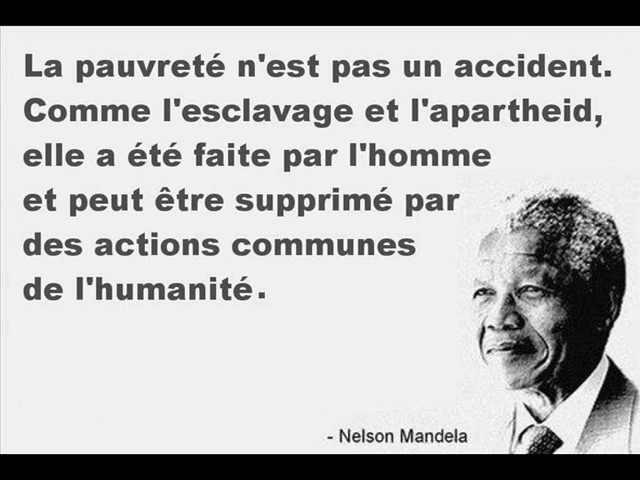 La pauvreté n'est pas un accident.
Comme l'esclavage et l'apartheid,
elle a été faite par l'homme
et peut être supprimé par
des actions communes
de l'humanité.
- Nelson Mandela